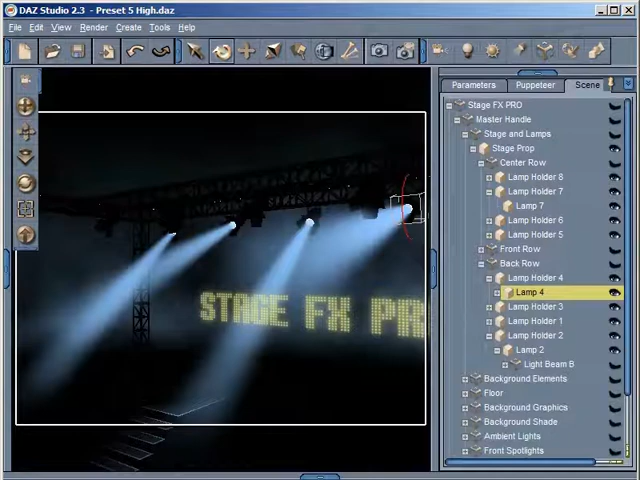 DAZ Studio 2.3 - Preset 5 High.daz
File Edit View Render Create Tools Help
Parameters Puppeteer Scene
Stage FX PRO
Master Handle
Stage and Lamps
Stage Prop
Center Row
Lamp Holder 8
Lamp Holder 7
Lamp 7
Lamp Holder 6
Lamp Holder 5
Front Row
Back Row
Lamp Holder 4
Lamp 4
Lamp Holder 3
Lamp Holder 1
Lamp Holder 2
Lamp 2
Light Beam B
Background Elements
Floor
Background Graphics
Background Shade
Ambient Lights
Front Spotlights
STAGE FX PR